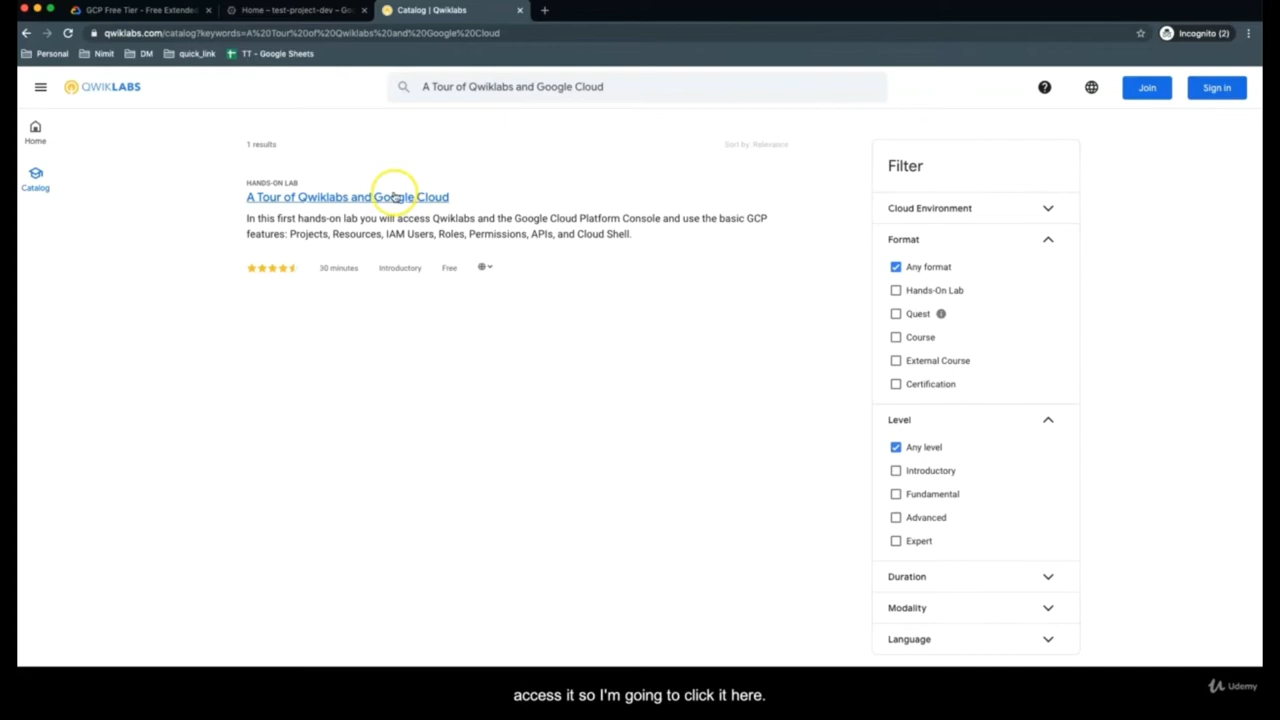 GCP Free Tier - Free Extended
Home – test-project-dev – Goo
Catalog | Qwiklabs
qwiklabs.com/catalog?keywords=A%20Tour%20of%20Qwiklabs%20and%20Google%20Cloud
Incognito (2)
Personal
Nimit
DM
quick_link
TT - Google Sheets
QWIKLABS
A Tour of Qwiklabs and Google Cloud
Join
Sign in
Home
Catalog
1 results
Sort by: Relevance
HANDS-ON LAB
A Tour of Qwiklabs and Google Cloud
In this first hands-on lab you will access Qwiklabs and the Google Cloud Platform Console and use the basic GCP
features: Projects, Resources, IAM Users, Roles, Permissions, APIs, and Cloud Shell.
30 minutes
Introductory
Free
Filter
Cloud Environment
Format
Any format
Hands-On Lab
Quest
Course
External Course
Certification
Level
Any level
Introductory
Fundamental
Advanced
Expert
Duration
Modality
Language
access it so I'm going to click it here.
Udemy